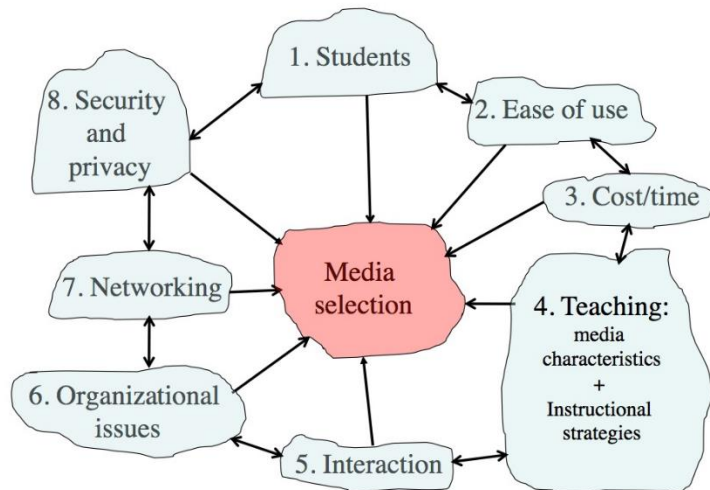 1. Students
2. Ease of use
3. Cost/time
4. Teaching:
media
characteristics
+
Instructional
strategies
5. Interaction
6. Organizational
issues
7. Networking
8. Security
and
privacy
Media
selection